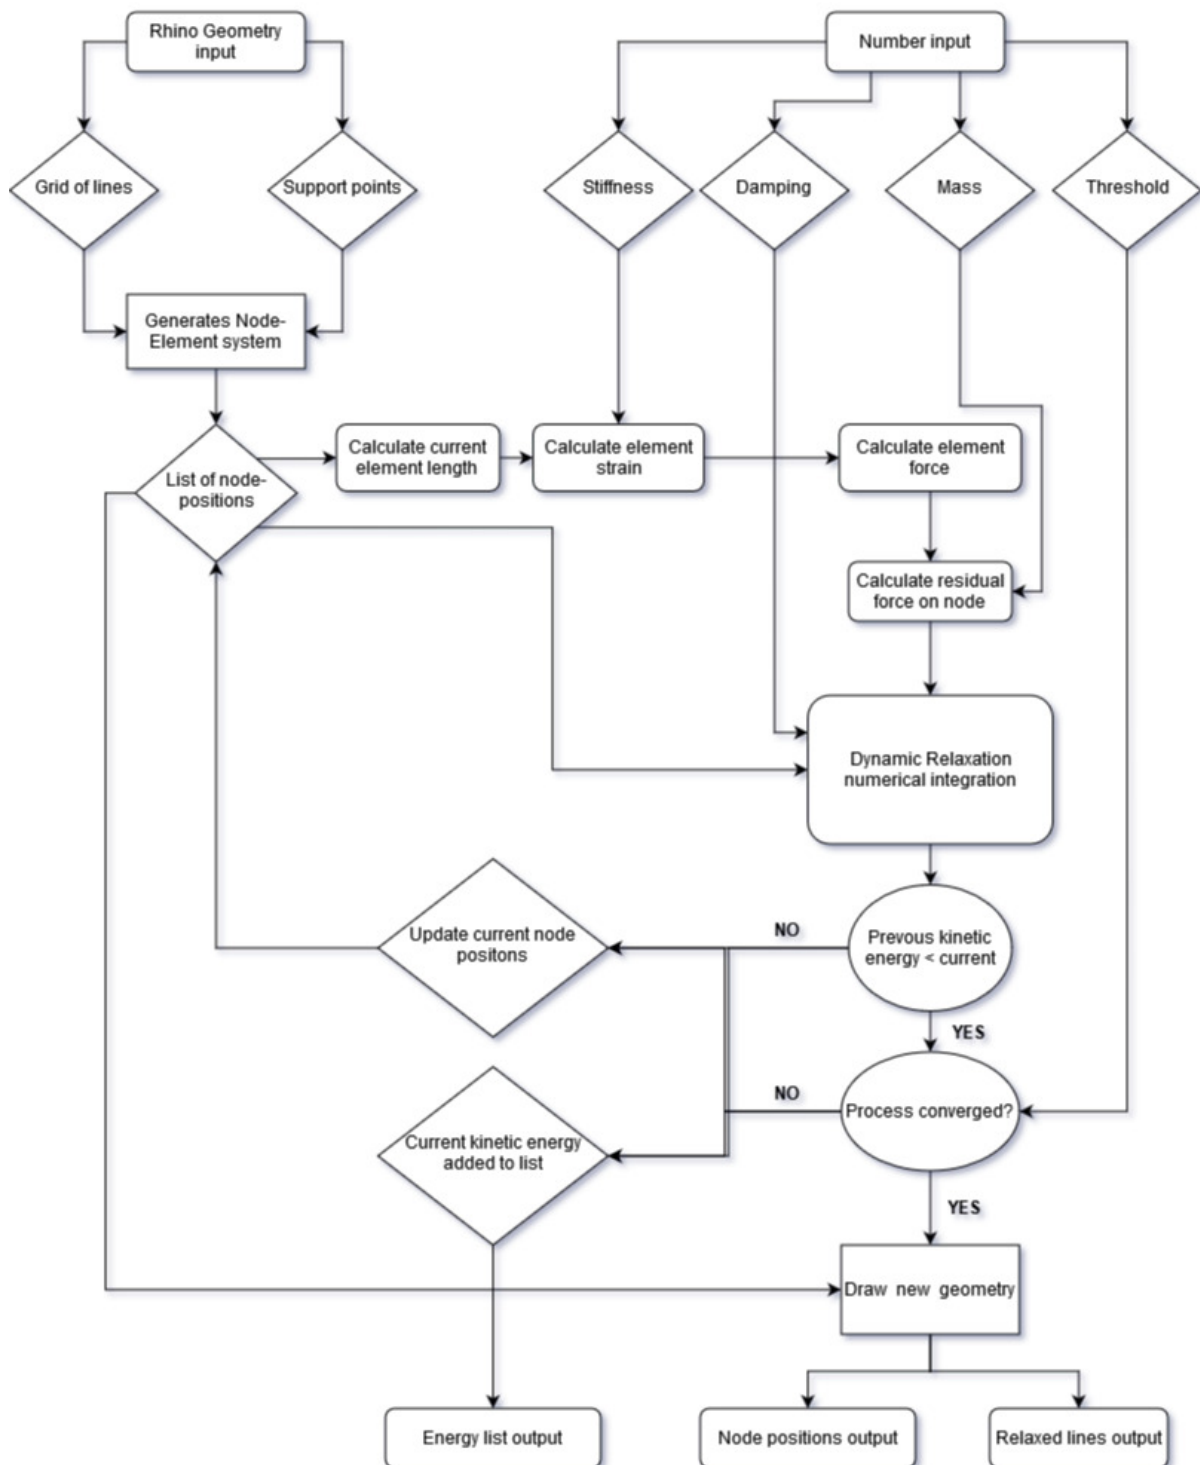 Rhino Geometry
input
Number input
Grid of lines
Support points
Stiffness
Damping
Mass
Threshold
Generates Node-
Element system
List of node-
positions
Calculate current
element length
Calculate element
strain
Calculate element
force
Calculate residual
force on node
Dynamic Relaxation
numerical integration
Update current node
positons
NO
Prevous kinetic
energy < current
YES
Current kinetic energy
added to list
NO
Process converged?
YES
Draw new geometry
Energy list output
Node positions output
Relaxed lines output